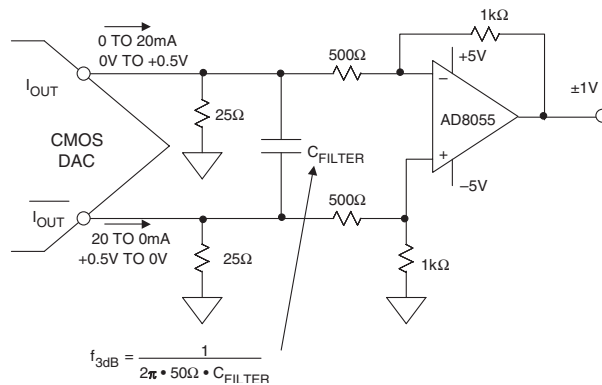 0 TO 20mA
0V TO +0.5V
I_OUT
CMOS
DAC
I_OUT
20 TO 0mA
+0.5V TO 0V
25Ω
25Ω
C_FILTER
500Ω
500Ω
1kΩ
+5V
−
AD8055
+
−5V
±1V
1kΩ
f_3dB = 1 / 2π • 50Ω • C_FILTER